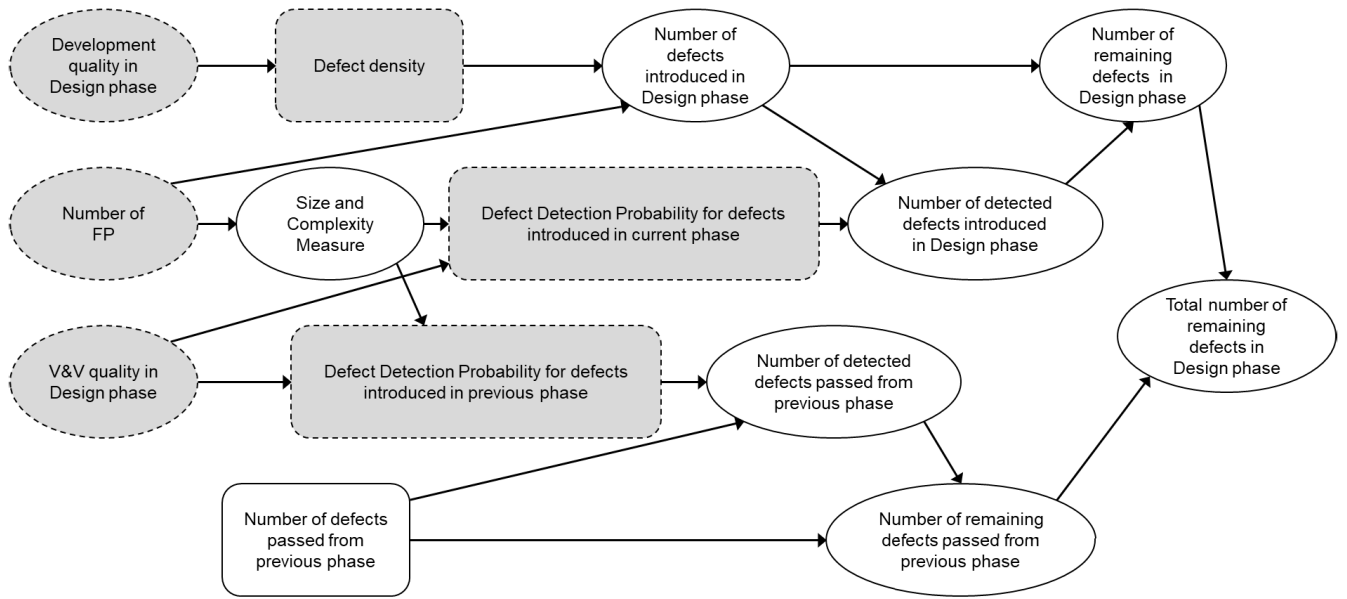 Development
quality in
Design phase
Defect density
Number of
defects
introduced in
Design phase
Number of
remaining
defects in
Design phase
Number of
FP
Size and
Complexity
Measure
Defect Detection Probability for defects
introduced in current phase
Number of detected
defects introduced
in Design phase
Total number of
remaining
defects in
Design phase
V&V quality in
Design phase
Defect Detection Probability for defects
introduced in previous phase
Number of detected
defects passed from
previous phase
Number of defects
passed from
previous phase
Number of remaining
defects passed from
previous phase